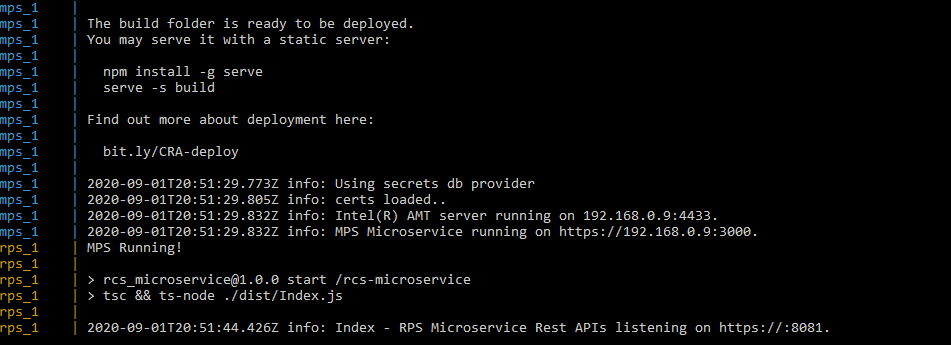 mps_1 |
mps_1 | The build folder is ready to be deployed.
mps_1 | You may serve it with a static server:
mps_1 |
mps_1 |   npm install -g serve
mps_1 |   serve -s build
mps_1 |
mps_1 | Find out more about deployment here:
mps_1 |
mps_1 |   bit.ly/CRA-deploy
mps_1 |
mps_1 | 2020-09-01T20:51:29.773Z info: Using secrets db provider
mps_1 | 2020-09-01T20:51:29.805Z info: certs loaded..
mps_1 | 2020-09-01T20:51:29.832Z info: Intel(R) AMT server running on 192.168.0.9:4433.
mps_1 | 2020-09-01T20:51:29.832Z info: MPS Microservice running on https://192.168.0.9:3000.
rps_1 | MPS Running!
rps_1 |
rps_1 | > rcs_microservice@1.0.0 start /rcs-microservice
rps_1 | > tsc && ts-node ./dist/Index.js
rps_1 |
rps_1 | 2020-09-01T20:51:44.426Z info: Index - RPS Microservice Rest APIs listening on https://:8081.